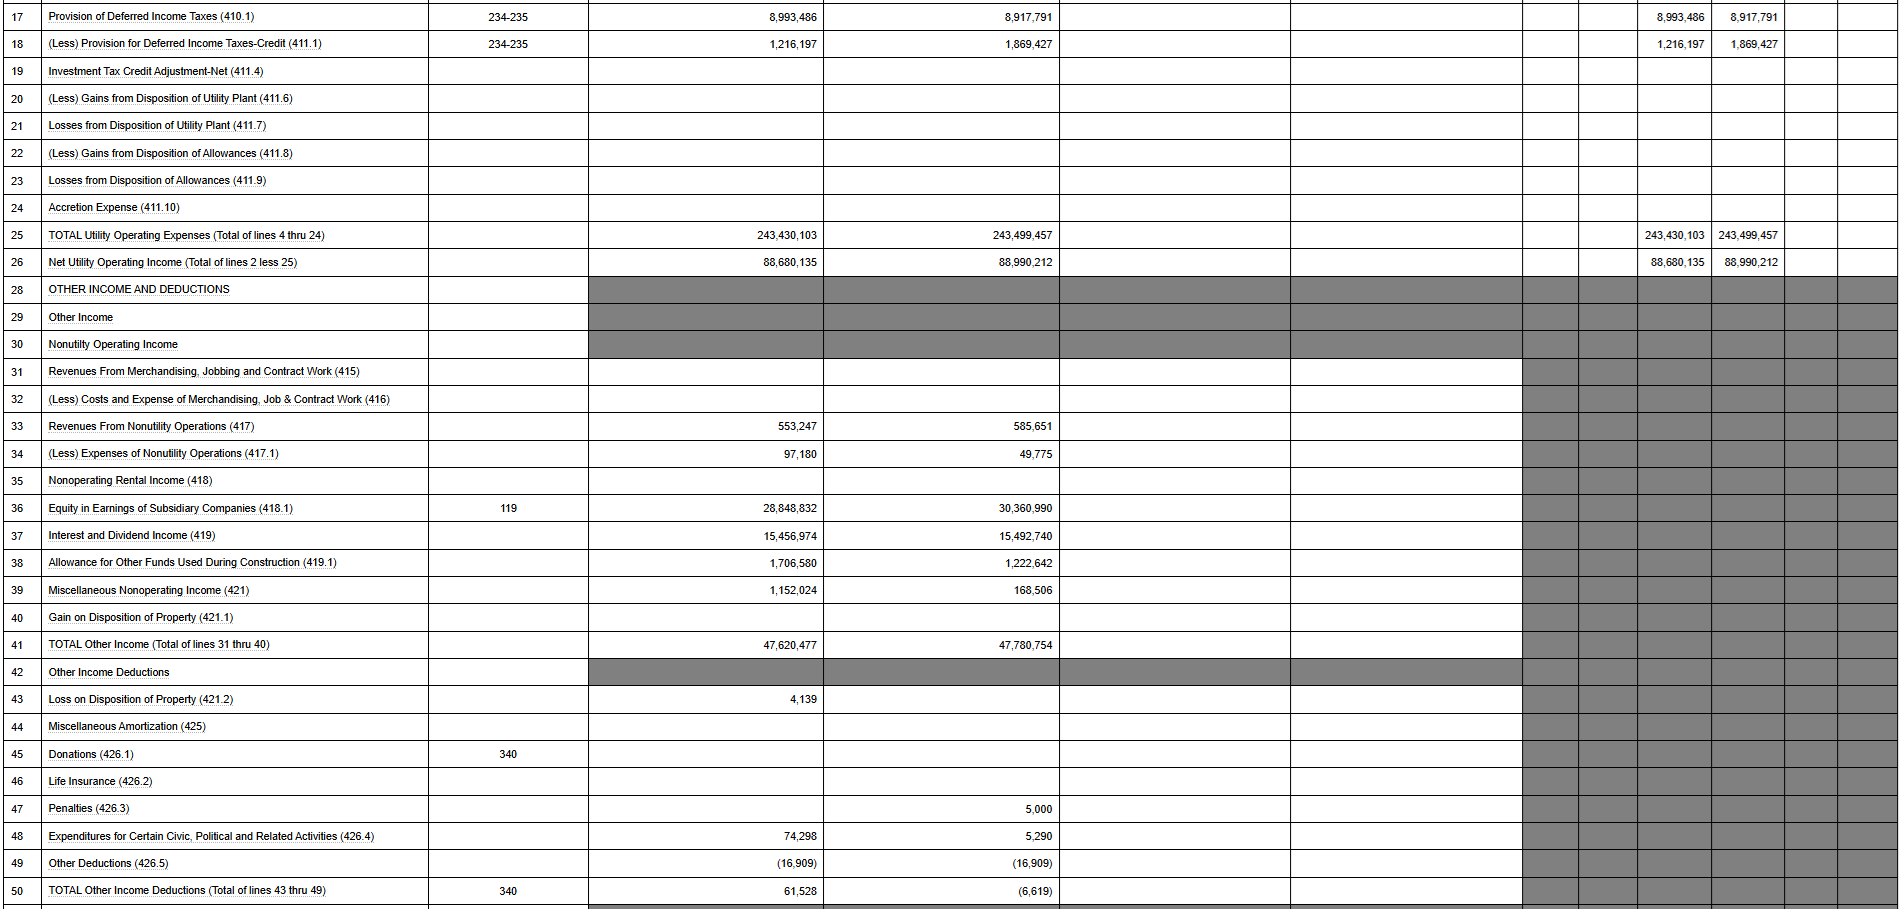 17 Provision of Deferred Income Taxes (410.1) 234-235 8,993,486 8,917,791 8,993,486 8,917,791
18 (Less) Provision for Deferred Income Taxes-Credit (411.1) 234-235 1,216,197 1,869,427 1,216,197 1,869,427
19 Investment Tax Credit Adjustment-Net (411.4)
20 (Less) Gains from Disposition of Utility Plant (411.6)
21 Losses from Disposition of Utility Plant (411.7)
22 (Less) Gains from Disposition of Allowances (411.8)
23 Losses from Disposition of Allowances (411.9)
24 Accretion Expense (411.10)
25 TOTAL Utility Operating Expenses (Total of lines 4 thru 24) 243,430,103 243,499,457 243,430,103 243,499,457
26 Net Utility Operating Income (Total of lines 2 less 25) 88,680,135 88,990,212 88,680,135 88,990,212
28 OTHER INCOME AND DEDUCTIONS
29 Other Income
30 Nonutilty Operating Income
31 Revenues From Merchandising, Jobbing and Contract Work (415)
32 (Less) Costs and Expense of Merchandising, Job & Contract Work (416)
33 Revenues From Nonutility Operations (417) 553,247 585,651
34 (Less) Expenses of Nonutility Operations (417.1) 97,180 49,775
35 Nonoperating Rental Income (418)
36 Equity in Earnings of Subsidiary Companies (418.1) 119 28,848,832 30,360,990
37 Interest and Dividend Income (419) 15,456,974 15,492,740
38 Allowance for Other Funds Used During Construction (419.1) 1,706,580 1,222,642
39 Miscellaneous Nonoperating Income (421) 1,152,024 168,506
40 Gain on Disposition of Property (421.1)
41 TOTAL Other Income (Total of lines 31 thru 40) 47,620,477 47,780,754
42 Other Income Deductions
43 Loss on Disposition of Property (421.2) 4,139
44 Miscellaneous Amortization (425)
45 Donations (426.1) 340
46 Life Insurance (426.2)
47 Penalties (426.3) 5,000
48 Expenditures for Certain Civic, Political and Related Activities (426.4) 74,298 5,290
49 Other Deductions (426.5) (16,909) (16,909)
50 TOTAL Other Income Deductions (Total of lines 43 thru 49) 340 61,528 (6,619)